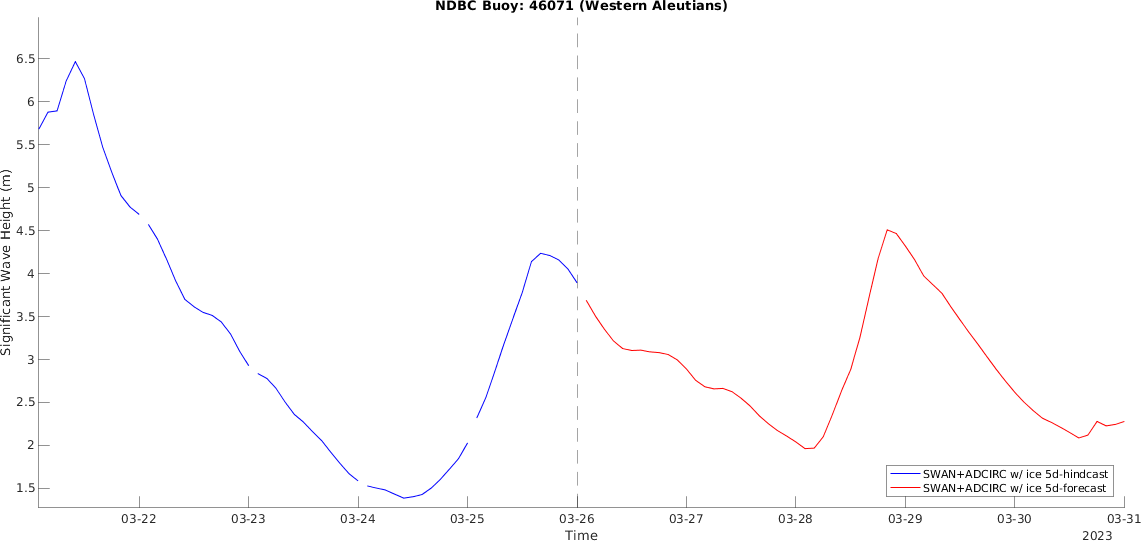 NDBC Buoy: 46071 (Western Aleutians)
Significant Wave Height (m)
6.5
6
5.5
5
4.5
4
3.5
3
2.5
2
1.5
SWAN+ADCIRC w/ ice 5d-hindcast
SWAN+ADCIRC w/ ice 5d-forecast
03-22 03-23 03-24 03-25 03-26 03-27 03-28 03-29 03-30 03-31
Time
2023